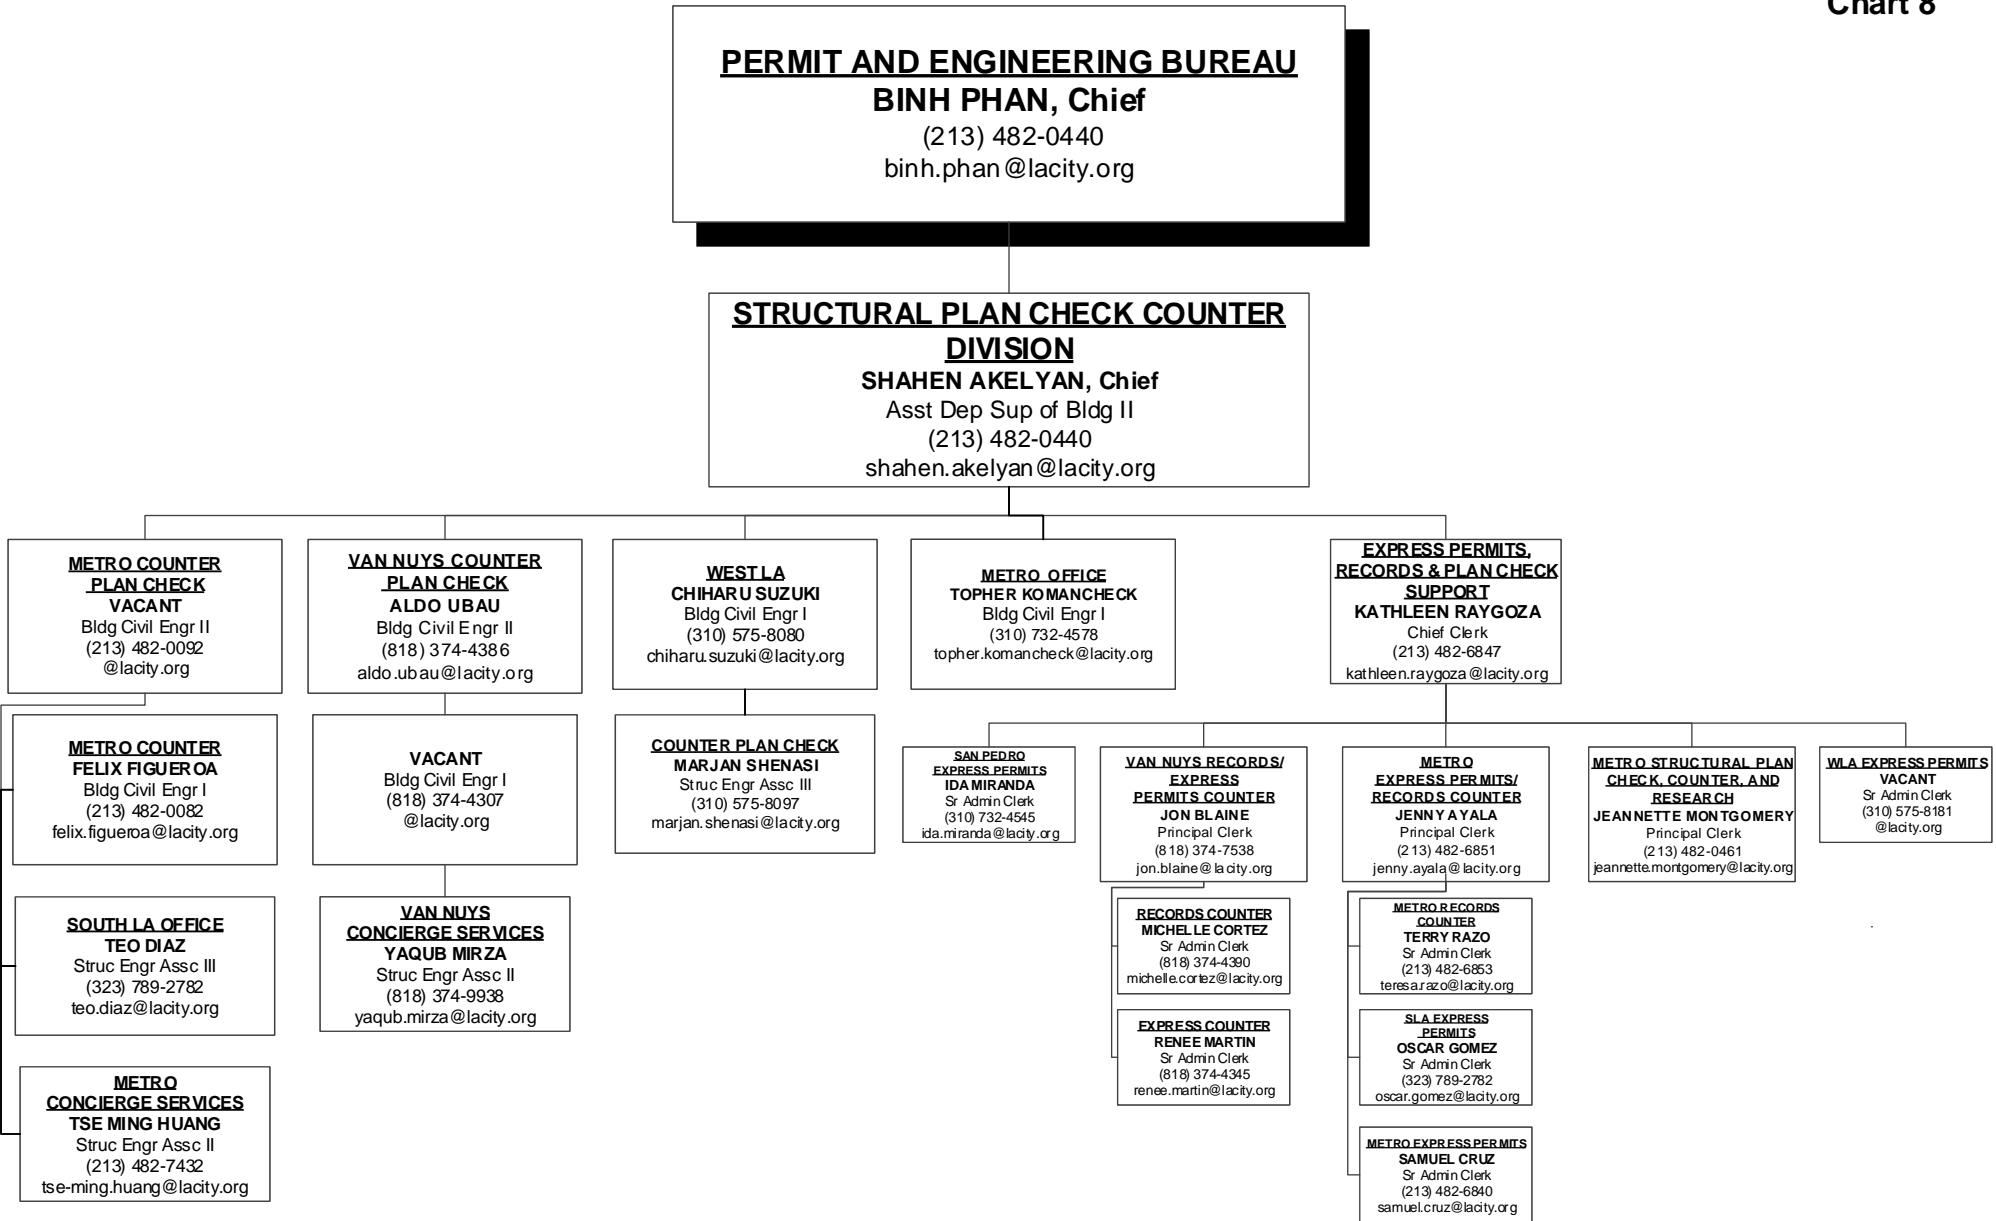 Chart 8
PERMIT AND ENGINEERING BUREAU
BINH PHAN, Chief
(213) 482-0440
binh.phan@lacity.org
STRUCTURAL PLAN CHECK COUNTER
DIVISION
SHAHEN AKELYAN, Chief
Asst Dep Sup of Bldg II
(213) 482-0440
shahen.akelyan@lacity.org
METRO COUNTER
PLAN CHECK
VACANT
Bldg Civil Engr II
(213) 482-0092
@lacity.org
VAN NUYS COUNTER
PLAN CHECK
ALDO UBAU
Bldg Civil Engr II
(818) 374-4386
aldo.ubau@lacity.org
WEST LA
CHIHARU SUZUKI
Bldg Civil Engr I
(310) 575-8080
chiharu.suzuki@lacity.org
METRO OFFICE
TOPHER KOMANCHECK
Bldg Civil Engr I
(310) 732-4578
topher.komancheck@lacity.org
EXPRESS PERMITS,
RECORDS & PLAN CHECK
SUPPORT
KATHLEEN RAYGOZA
Chief Clerk
(213) 482-6847
kathleen.raygoza@lacity.org
METRO COUNTER
FELIX FIGUEROA
Bldg Civil Engr I
(213) 482-0082
felix.figueroa@lacity.org
VACANT
Bldg Civil Engr I
(818) 374-4307
@lacity.org
COUNTER PLAN CHECK
MARJAN SHENASI
Struc Engr Assc III
(310) 575-8097
marjan.shenasi@lacity.org
SAN PEDRO
EXPRESS PERMITS
IDA MIRANDA
Sr Admin Clerk
(310) 732-4545
ida.miranda@lacity.org
VAN NUYS RECORDS/
EXPRESS
PERMITS COUNTER
JON BLAINE
Principal Clerk
(818) 374-7538
jon.blaine@lacity.org
METRO
EXPRESS PERMITS/
RECORDS COUNTER
JENNY AYALA
Principal Clerk
(213) 482-6851
jenny.ayala@lacity.org
METRO STRUCTURAL PLAN
CHECK, COUNTER, AND
RESEARCH
JEANNETTE MONTGOMERY
Principal Clerk
(213) 482-0461
jeannette.montgomery@lacity.org
WLA EXPRESS PERMITS
VACANT
Sr Admin Clerk
(310) 575-8181
@lacity.org
SOUTH LA OFFICE
TEO DIAZ
Struc Engr Assc III
(323) 789-2782
teo.diaz@lacity.org
VAN NUYS
CONCIERGE SERVICES
YAQUB MIRZA
Struc Engr Assc II
(818) 374-9938
yaqub.mirza@lacity.org
RECORDS COUNTER
MICHELLE CORTEZ
Sr Admin Clerk
(818) 374-4390
michelle.cortez@lacity.org
METRO RECORDS
COUNTER
TERRY RAZO
Sr Admin Clerk
(213) 482-6853
teresa.razo@lacity.org
EXPRESS COUNTER
RENEE MARTIN
Sr Admin Clerk
(818) 374-4345
renee.martin@lacity.org
SLA EXPRESS
PERMITS
OSCAR GOMEZ
Sr Admin Clerk
(323) 789-2782
oscar.gomez@lacity.org
METRO
CONCIERGE SERVICES
TSE MING HUANG
Struc Engr Assc II
(213) 482-7432
tse-ming.huang@lacity.org
METRO EXPRESS PERMITS
SAMUEL CRUZ
Sr Admin Clerk
(213) 482-6840
samuel.cruz@lacity.org